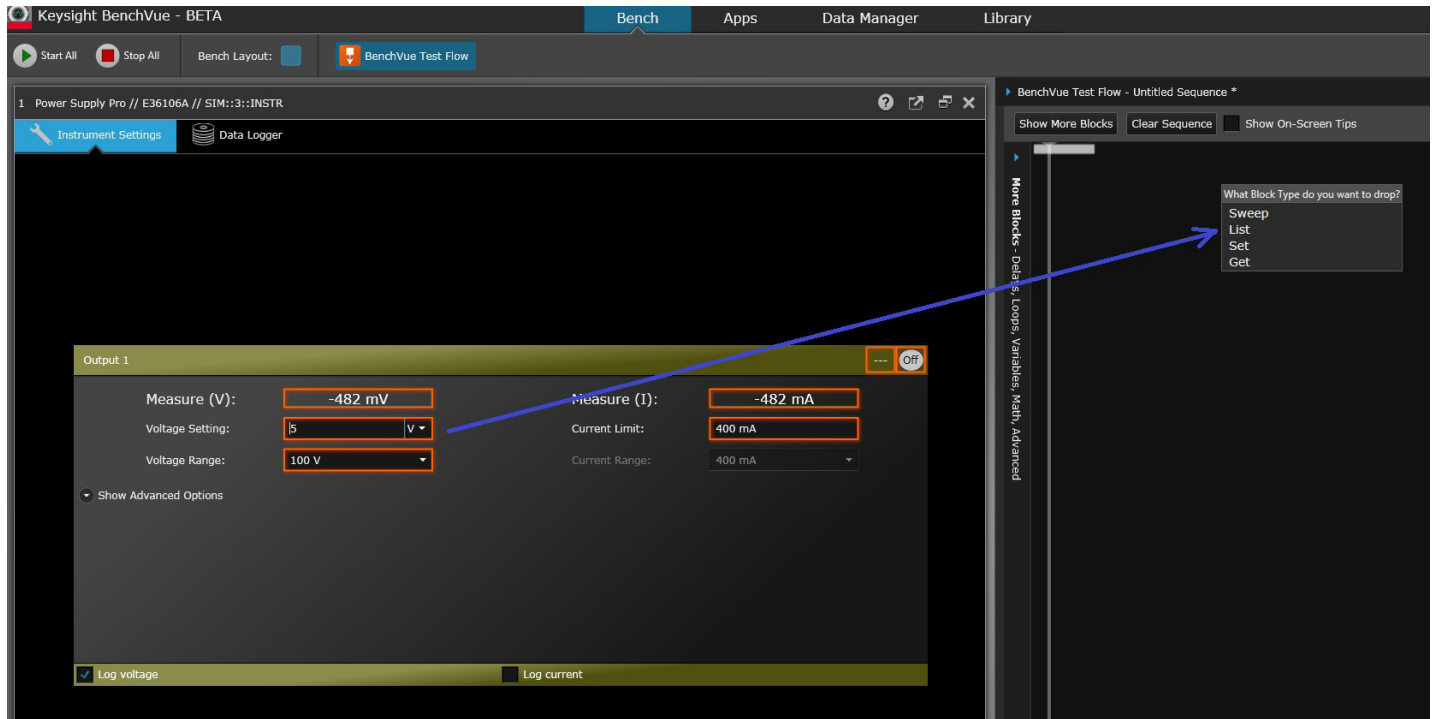 Keysight BenchVue - BETA
Bench Apps Data Manager Library
Start All Stop All Bench Layout: BenchVue Test Flow
1 Power Supply Pro // E36106A // SIM::3::INSTR
Instrument Settings Data Logger
Output 1
--- Off
Measure (V): -482 mV Measure (I): -482 mA
Voltage Setting: 5 V Current Limit: 400 mA
Voltage Range: 100 V Current Range: 400 mA
Show Advanced Options
Log voltage Log current
BenchVue Test Flow - Untitled Sequence *
Show More Blocks Clear Sequence Show On-Screen Tips
More Blocks - Delays, Loops, Variables, Math, Advanced
What Block Type do you want to drop?
Sweep
List
Set
Get